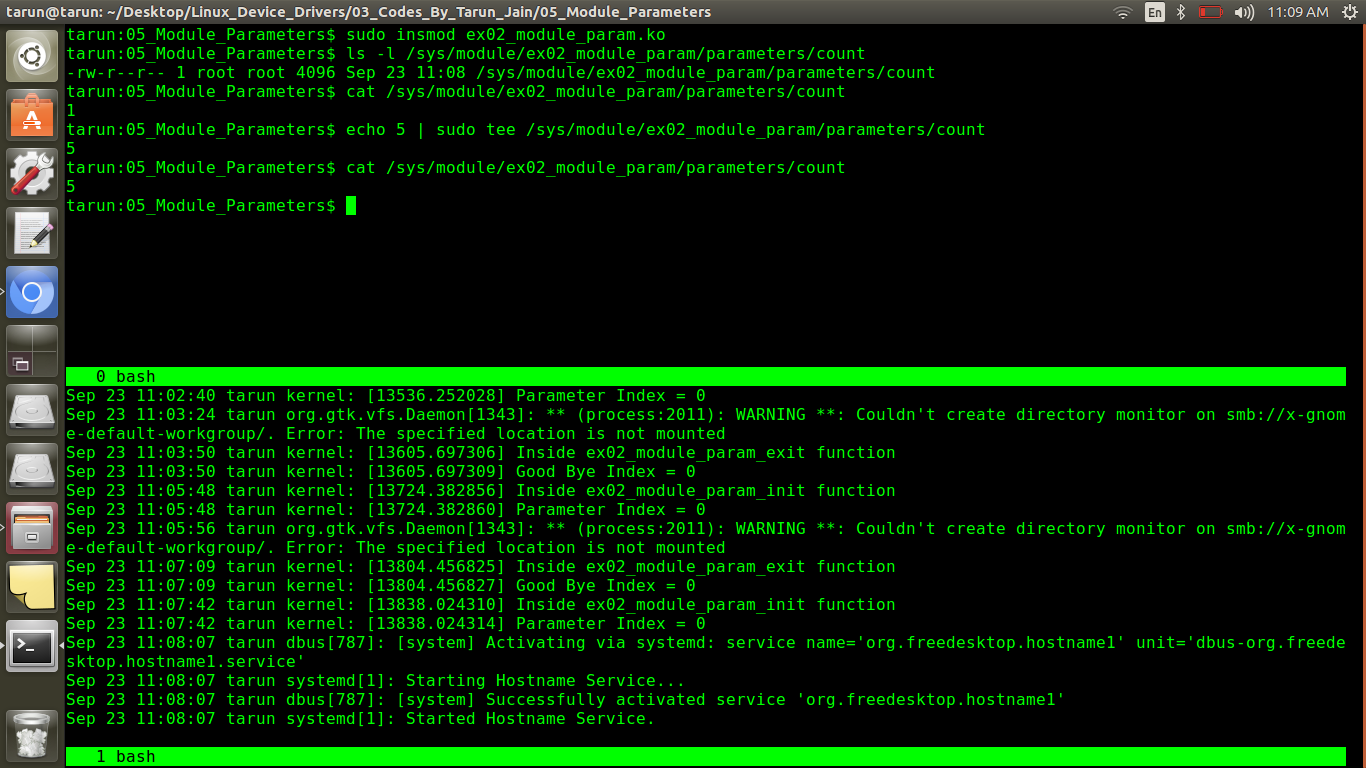 tarun@tarun: ~/Desktop/Linux_Device_Drivers/03_Codes_By_Tarun_Jain/05_Module_Parameters
En
11:09 AM
tarun:05_Module_Parameters$ sudo insmod ex02_module_param.ko
tarun:05_Module_Parameters$ ls -l /sys/module/ex02_module_param/parameters/count
-rw-r--r-- 1 root root 4096 Sep 23 11:08 /sys/module/ex02_module_param/parameters/count
tarun:05_Module_Parameters$ cat /sys/module/ex02_module_param/parameters/count
1
tarun:05_Module_Parameters$ echo 5 | sudo tee /sys/module/ex02_module_param/parameters/count
5
tarun:05_Module_Parameters$ cat /sys/module/ex02_module_param/parameters/count
5
tarun:05_Module_Parameters$
0 bash
Sep 23 11:02:40 tarun kernel: [13536.252028] Parameter Index = 0
Sep 23 11:03:24 tarun org.gtk.vfs.Daemon[1343]: ** (process:2011): WARNING **: Couldn't create directory monitor on smb://x-gnom
e-default-workgroup/. Error: The specified location is not mounted
Sep 23 11:03:50 tarun kernel: [13605.697306] Inside ex02_module_param_exit function
Sep 23 11:03:50 tarun kernel: [13605.697309] Good Bye Index = 0
Sep 23 11:05:48 tarun kernel: [13724.382856] Inside ex02_module_param_init function
Sep 23 11:05:48 tarun kernel: [13724.382860] Parameter Index = 0
Sep 23 11:05:56 tarun org.gtk.vfs.Daemon[1343]: ** (process:2011): WARNING **: Couldn't create directory monitor on smb://x-gnom
e-default-workgroup/. Error: The specified location is not mounted
Sep 23 11:07:09 tarun kernel: [13804.456825] Inside ex02_module_param_exit function
Sep 23 11:07:09 tarun kernel: [13804.456827] Good Bye Index = 0
Sep 23 11:07:42 tarun kernel: [13838.024310] Inside ex02_module_param_init function
Sep 23 11:07:42 tarun kernel: [13838.024314] Parameter Index = 0
Sep 23 11:08:07 tarun dbus[787]: [system] Activating via systemd: service name='org.freedesktop.hostname1' unit='dbus-org.freede
sktop.hostname1.service'
Sep 23 11:08:07 tarun systemd[1]: Starting Hostname Service...
Sep 23 11:08:07 tarun dbus[787]: [system] Successfully activated service 'org.freedesktop.hostname1'
Sep 23 11:08:07 tarun systemd[1]: Started Hostname Service.
1 bash